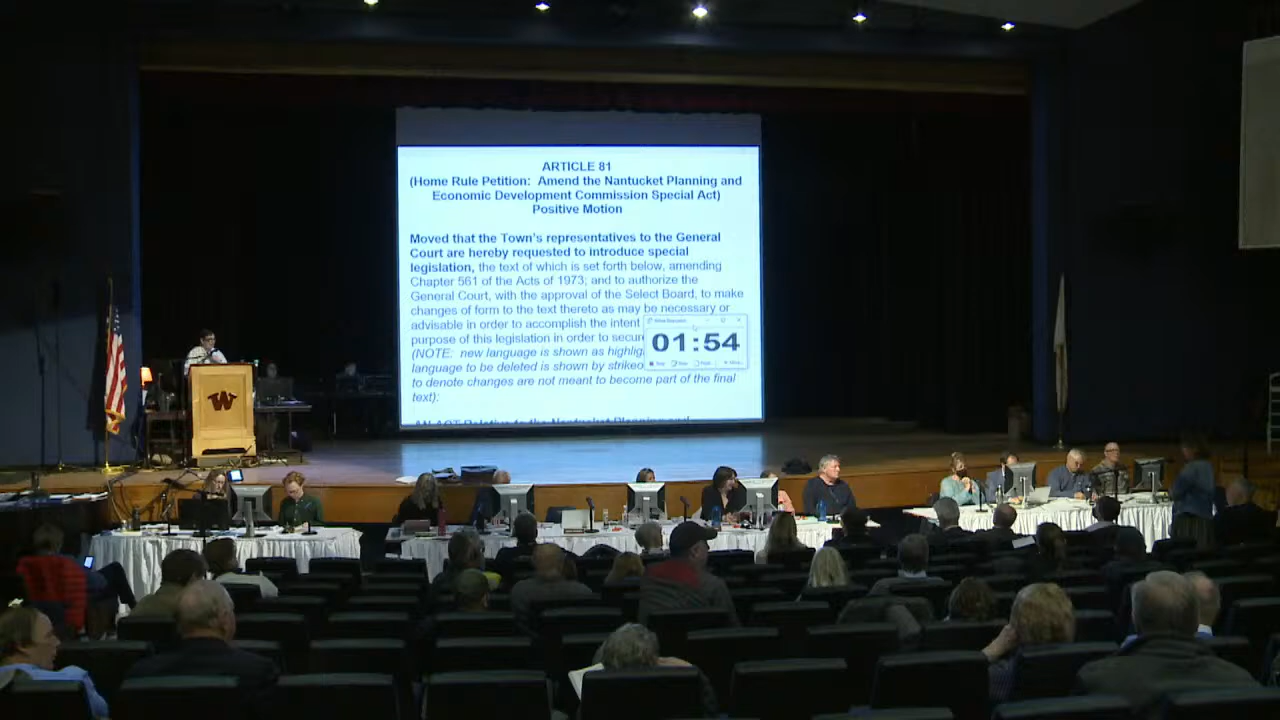 ARTICLE 81
(Home Rule Petition: Amend the Nantucket Planning and
Economic Development Commission Special Act)
Positive Motion
Moved that the Town's representatives to the General
Court are hereby requested to introduce special
legislation, the text of which is set forth below, amending
Chapter 561 of the Acts of 1973; and to authorize the
General Court, with the approval of the Select Board, to make
changes of form to the text thereto as may be necessary or
advisable in order to accomplish the intent
purpose of this legislation in order to secure
(NOTE: new language is shown as
language to be deleted is shown by
to denote changes are not meant to become part of the final
text):
01:54
W